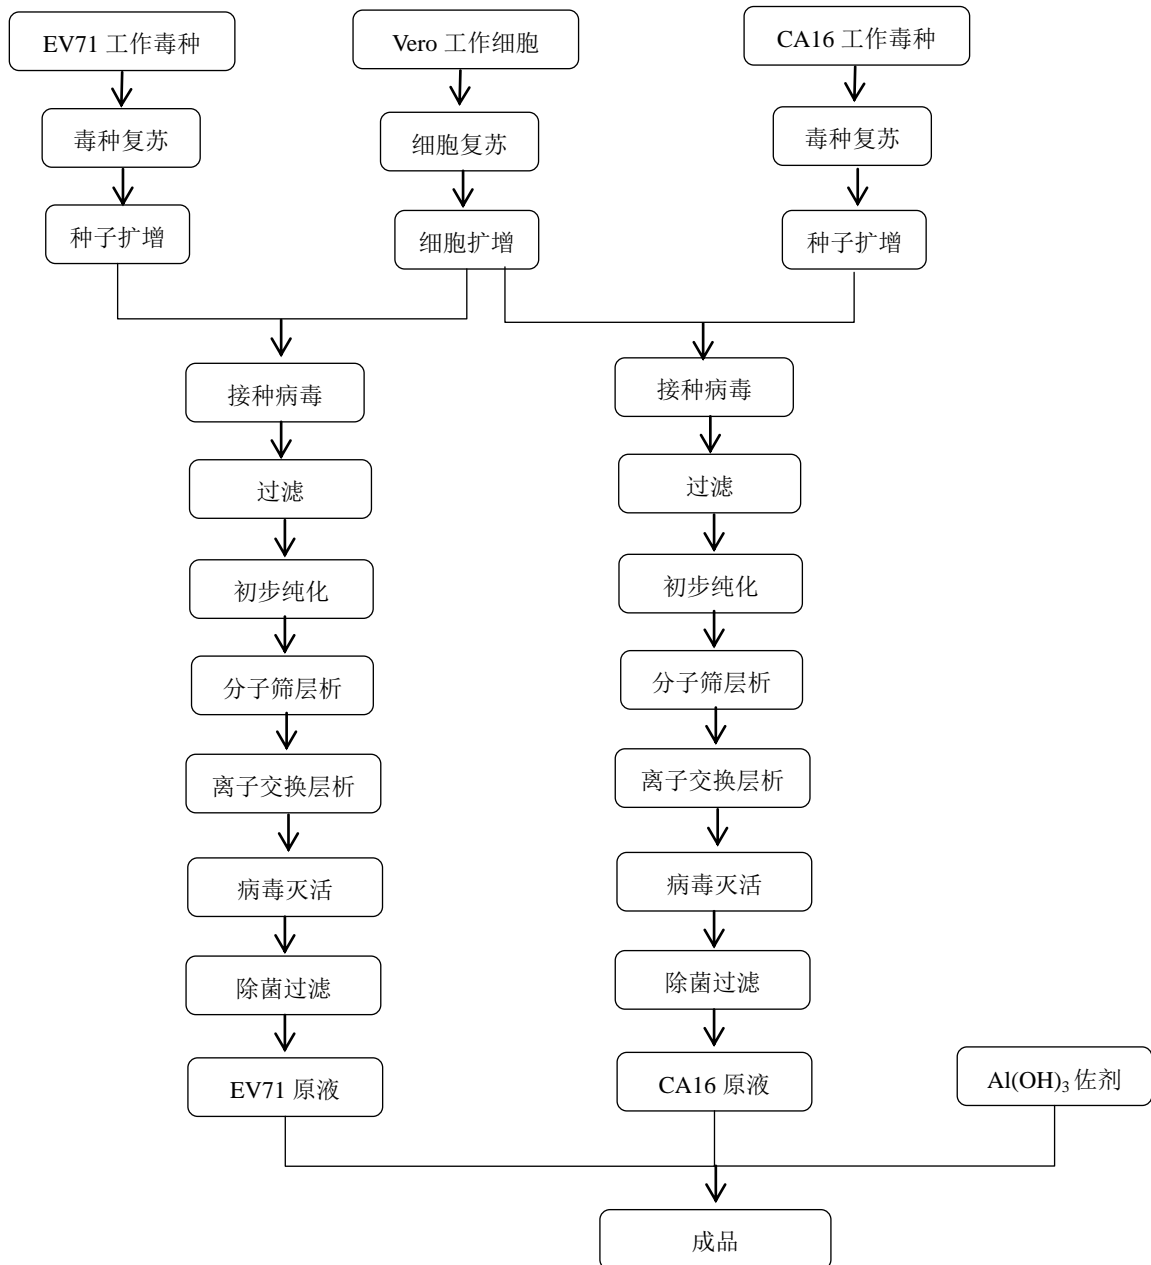 EV71 工作毒种
Vero 工作细胞
CA16 工作毒种
毒种复苏
细胞复苏
毒种复苏
种子扩增
细胞扩增
种子扩增
接种病毒
接种病毒
过滤
过滤
初步纯化
初步纯化
分子筛层析
分子筛层析
离子交换层析
离子交换层析
病毒灭活
病毒灭活
除菌过滤
除菌过滤
EV71 原液
CA16 原液
Al(OH)₃ 佐剂
成品